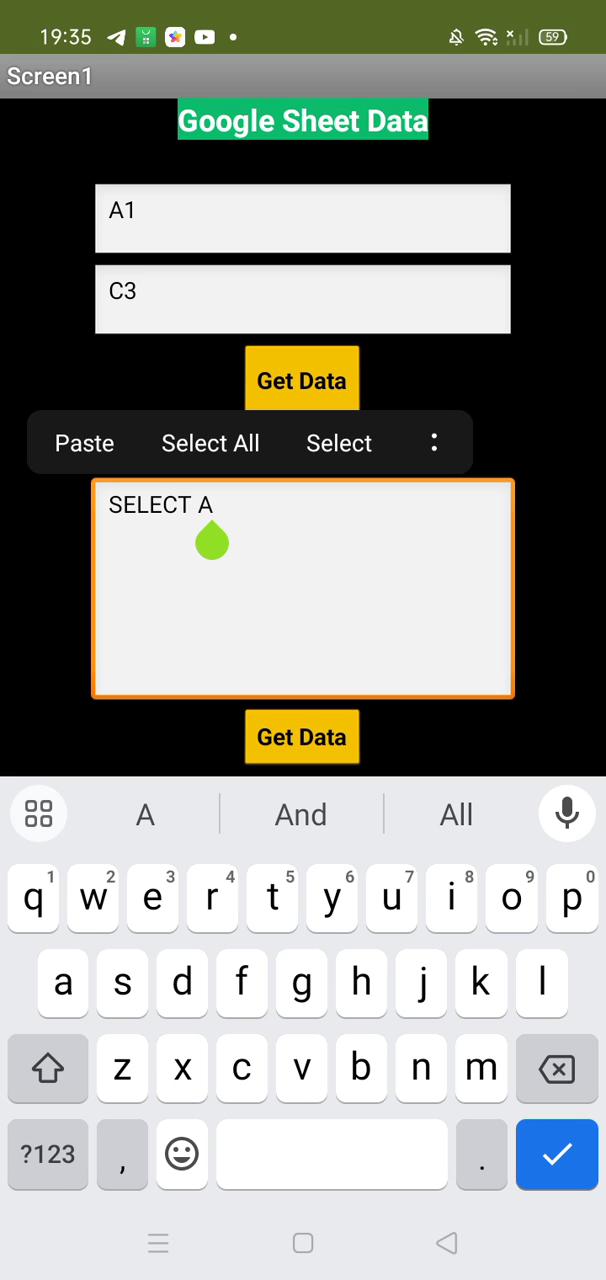 19:35
59
Screen1
Google Sheet Data
A1
C3
Get Data
Paste Select All Select
SELECT A
Get Data
A And All
1 2 3 4 5 6 7 8 9 0
q w e r t y u i o p
a s d f g h j k l
z x c v b n m
?123 , .